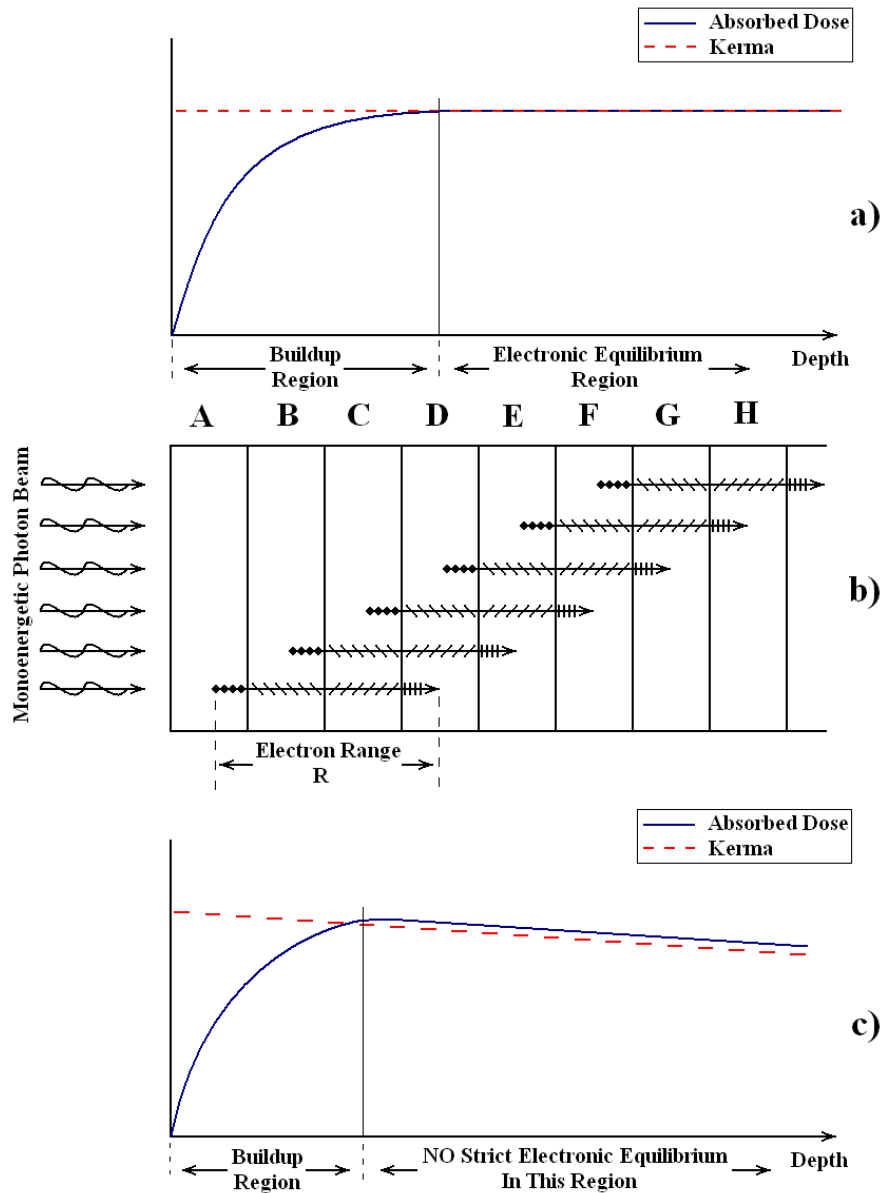 Absorbed Dose
Kerma
a)
Buildup
Region
Electronic Equilibrium
Region
Depth
A B C D E F G H
Monoenergetic Photon Beam
b)
Electron Range
R
Absorbed Dose
Kerma
c)
Buildup
Region
NO Strict Electronic Equilibrium
In This Region
Depth